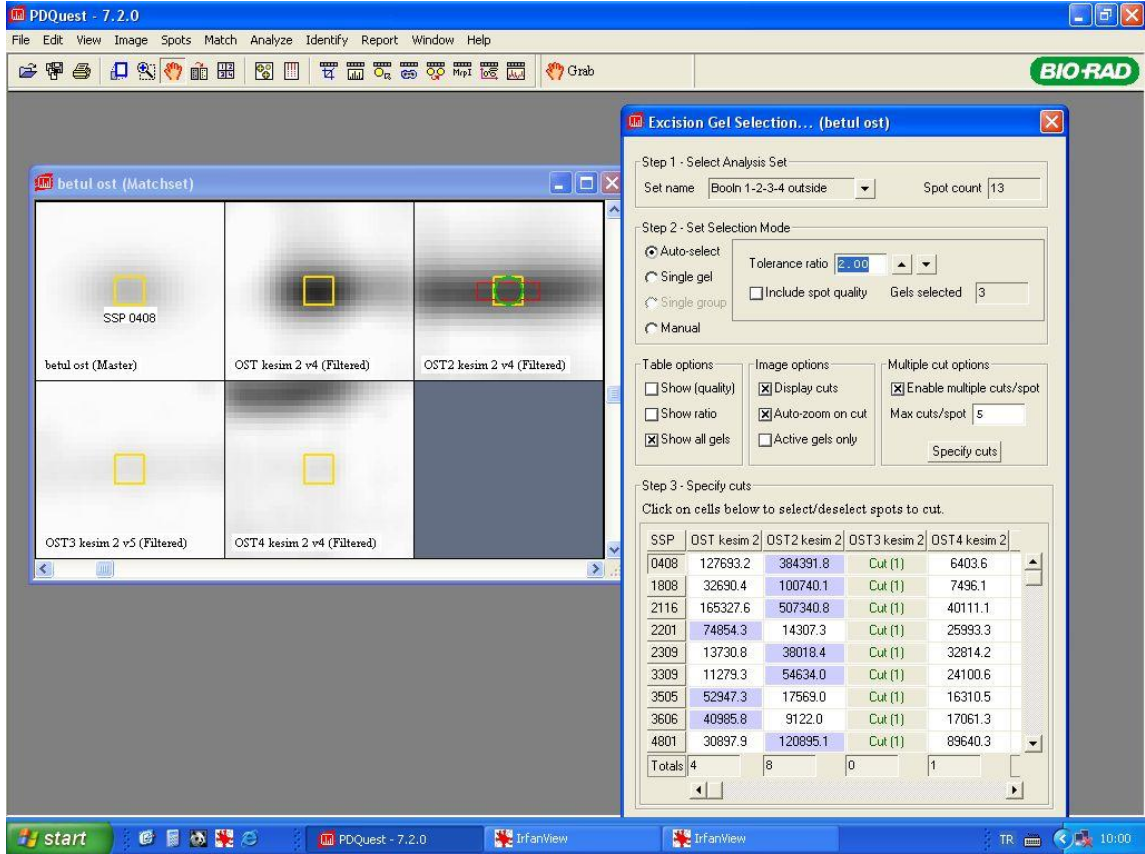 PDQuest - 7.2.0
File Edit View Image Spots Match Analyze Identify Report Window Help
Grab
BIO-RAD
betul ost (Matchset)
SSP 0408
betul ost (Master)
OST kesim 2 v4 (Filtered)
OST2 kesim 2 v4 (Filtered)
OST3 kesim 2 v5 (Filtered)
OST4 kesim 2 v4 (Filtered)
Excision Gel Selection... (betul ost)
Step 1 - Select Analysis Set
Set name Booln 1-2-3-4 outside Spot count 13
Step 2 - Set Selection Mode
Auto-select
Single gel
Single group
Manual
Tolerance ratio 2.00
Include spot quality Gels selected 3
Table options
Show (quality)
Show ratio
Show all gels
Image options
Display cuts
Auto-zoom on cut
Active gels only
Multiple cut options
Enable multiple cuts/spot
Max cuts/spot 5
Specify cuts
Step 3 - Specify cuts
Click on cells below to select/deselect spots to cut.
SSP OST kesim 2 OST2 kesim 2 OST3 kesim 2 OST4 kesim 2
0408 127693.2 384391.8 Cut (1) 6403.6
1808 32690.4 100740.1 Cut (1) 7496.1
2116 165327.6 507340.8 Cut (1) 40111.1
2201 74854.3 14307.3 Cut (1) 25993.3
2309 13730.8 38018.4 Cut (1) 32814.2
3309 11279.3 54634.0 Cut (1) 24100.6
3505 52947.3 17569.0 Cut (1) 16310.5
3606 40985.8 9122.0 Cut (1) 17061.3
4801 30897.9 120895.1 Cut (1) 89640.3
Totals 4 8 0 1
start
PDQuest - 7.2.0
IrfanView
IrfanView
TR
10:00